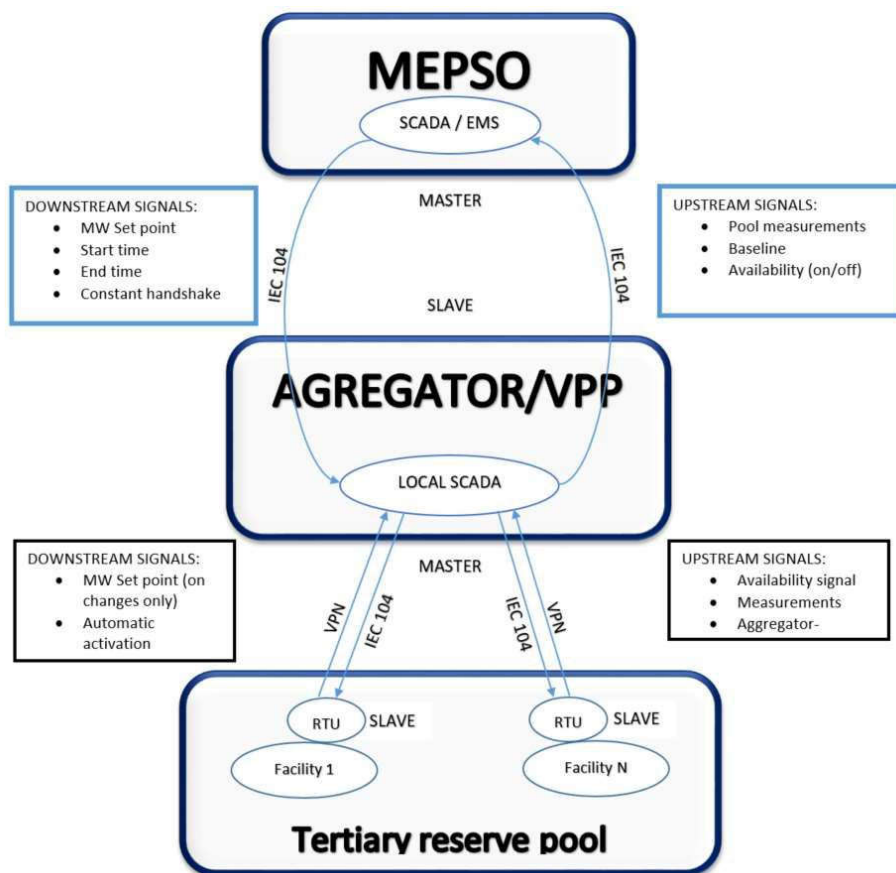 MEPSO
SCADA / EMS
MASTER
DOWNSTREAM SIGNALS:
• MW Set point
• Start time
• End time
• Constant handshake
IEC 104
IEC 104
UPSTREAM SIGNALS:
• Pool measurements
• Baseline
• Availability (on/off)
SLAVE
AGREGATOR/VPP
LOCAL SCADA
MASTER
DOWNSTREAM SIGNALS:
• MW Set point (on
changes only)
• Automatic
activation
VPN
IEC 104
IEC 104
VPN
UPSTREAM SIGNALS:
• Availability signal
• Measurements
• Aggregator-
RTU
SLAVE
Facility 1
RTU
SLAVE
Facility N
Tertiary reserve pool